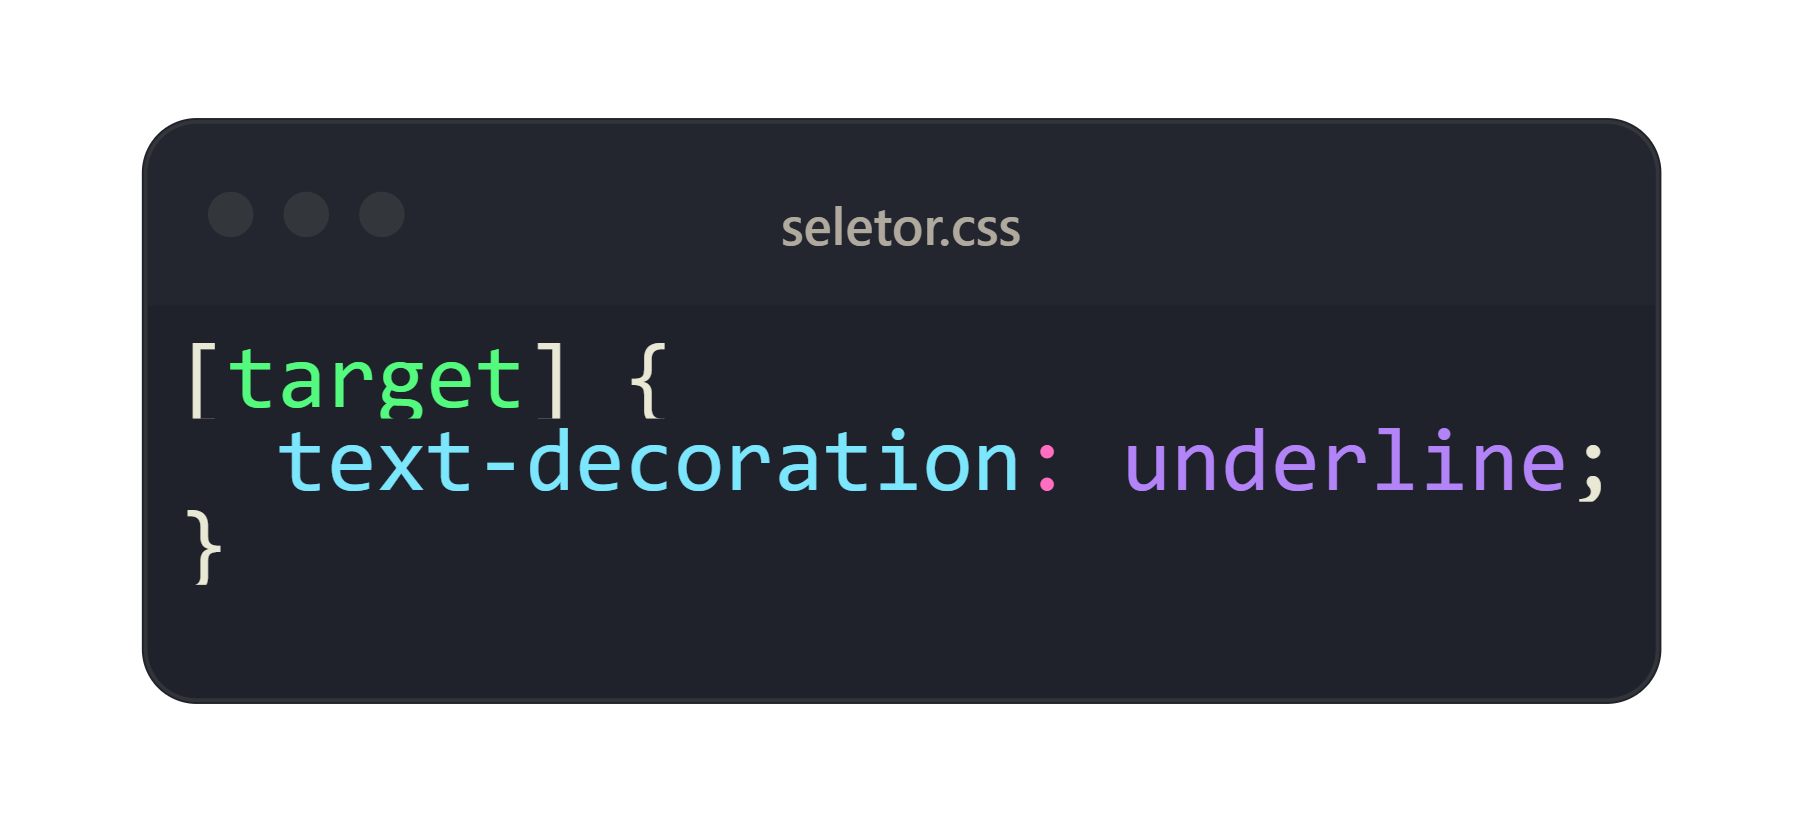 seletor.css
[target] {
  text-decoration: underline;
}